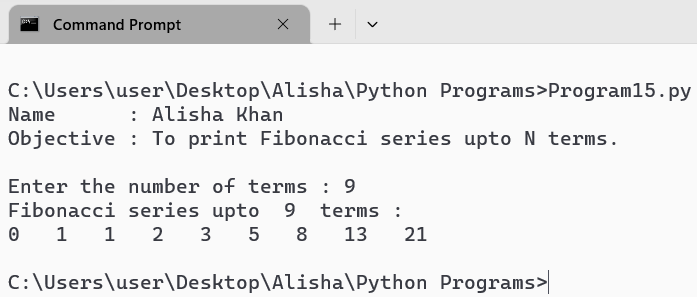 Command Prompt
C:\Users\user\Desktop\Alisha\Python Programs>Program15.py
Name      : Alisha Khan
Objective : To print Fibonacci series upto N terms.
Enter the number of terms : 9
Fibonacci series upto  9  terms :
0   1   1   2   3   5   8   13   21
C:\Users\user\Desktop\Alisha\Python Programs>